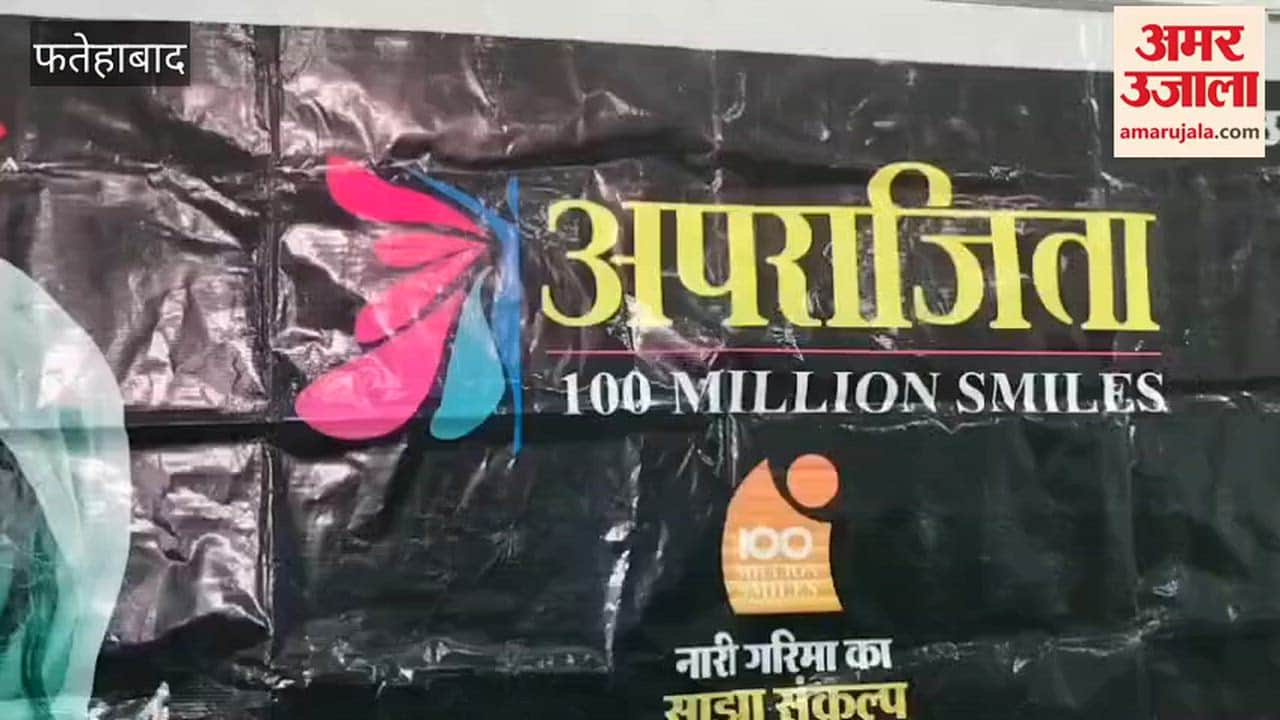 फतेहाबाद
अमर
उजाला
amarujala.com
अपराजिता
100 MILLION SMILES
100
नारी गरिमा का
साझा संकल्प